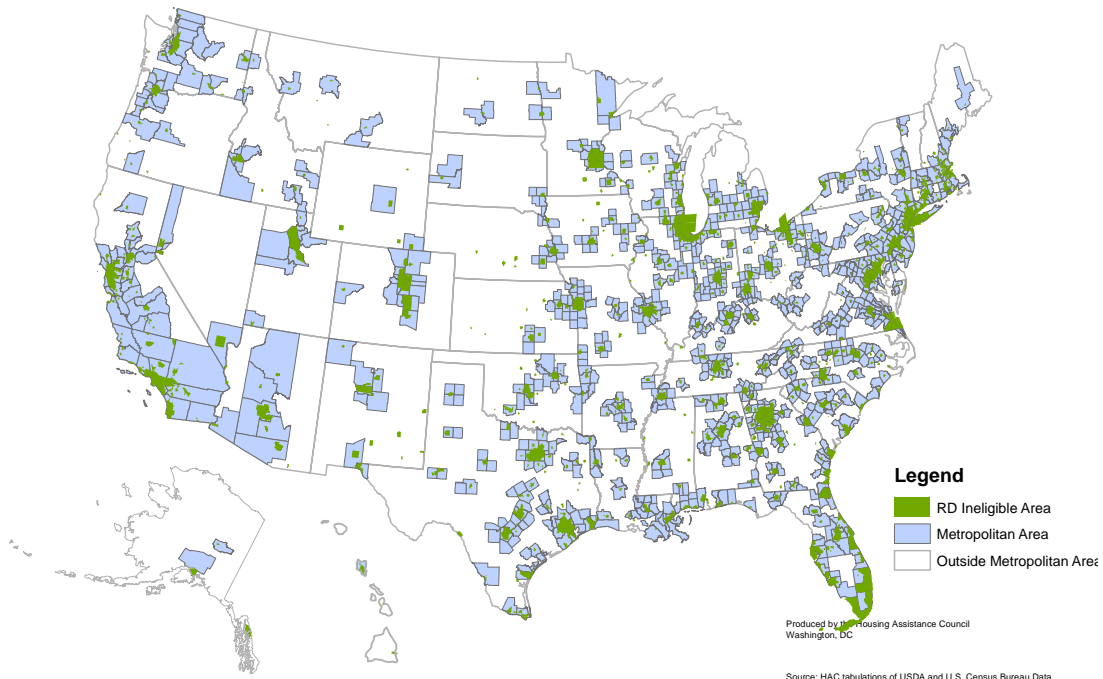 Legend
RD Ineligible Area
Metropolitan Area
Outside Metropolitan Area
Produced by the Housing Assistance Council
Washington, DC
Source: HAC tabulations of USDA and U.S. Census Bureau Data